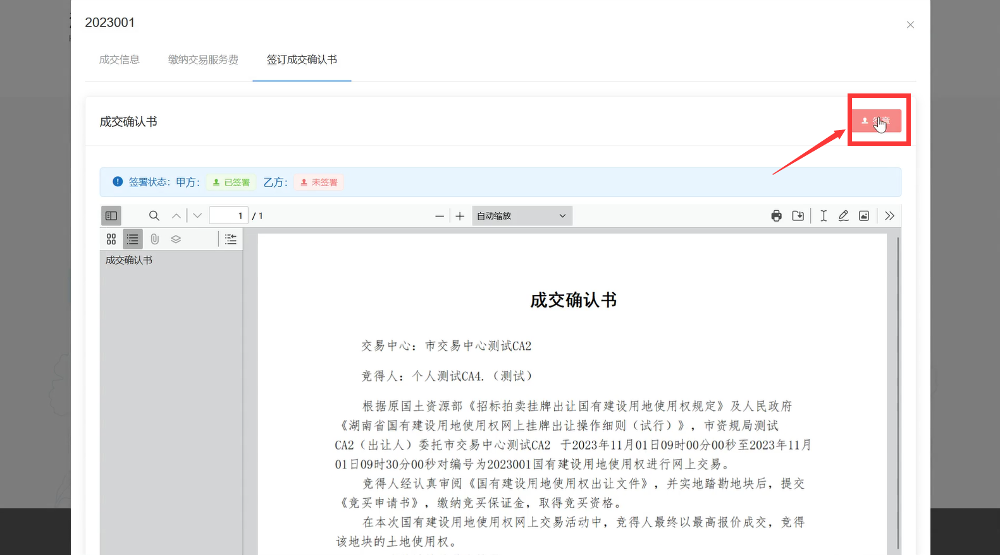 2023001
成交信息 缴纳交易服务费 签订成交确认书
成交确认书
签章
签署状态：甲方： 已签署 乙方： 未签署
1 / 1 自动缩放
成交确认书
成交确认书
交易中心：市交易中心测试CA2
竞得人：个人测试CA4.（测试）
根据原国土资源部《招标拍卖挂牌出让国有建设用地使用权规定》及人民政府
《湖南省国有建设用地使用权网上挂牌出让操作细则（试行）》，市资规局测试
CA2（出让人）委托市交易中心测试CA2 于2023年11月01日09时00分00秒至2023年11月
01日09时30分00秒对编号为2023001国有建设用地使用权进行网上交易。
竞得人经认真审阅《国有建设用地使用权出让文件》，并实地踏勘地块后，提交
《竞买申请书》，缴纳竞买保证金，取得竞买资格。
在本次国有建设用地使用权网上交易活动中，竞得人最终以最高报价成交，竞得
该地块的土地使用权。